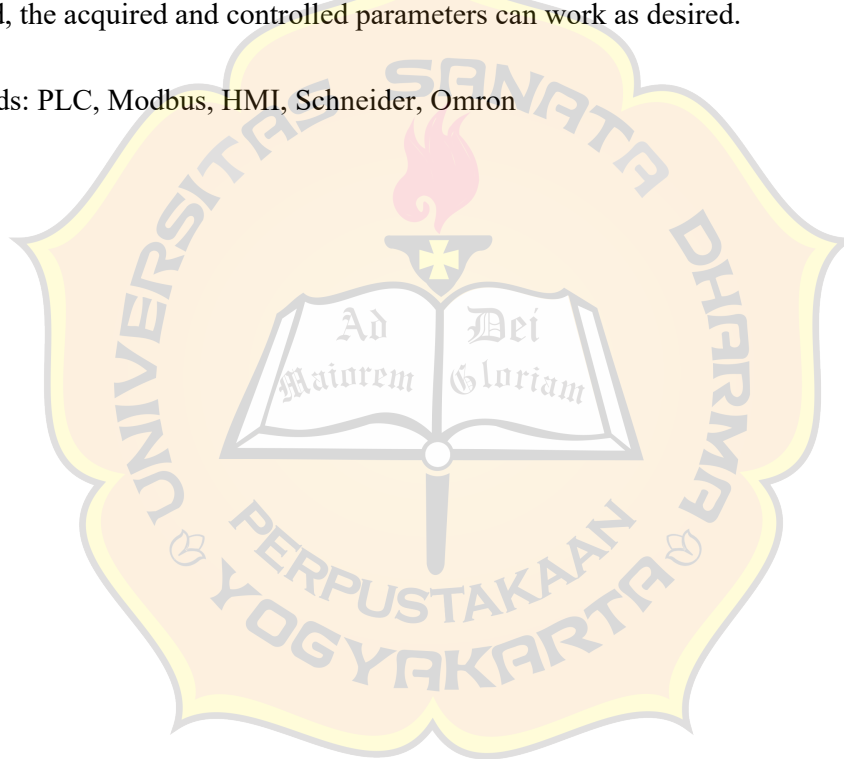 d, the acquired and controlled parameters can work as desired.
ds: PLC, Modbus, HMI, Schneider, Omron
UNIVERSITAS SANATA DHARMA
Ad Dei
Maiorem Gloriam
PERPUSTAKAAN
YOGYAKARTA